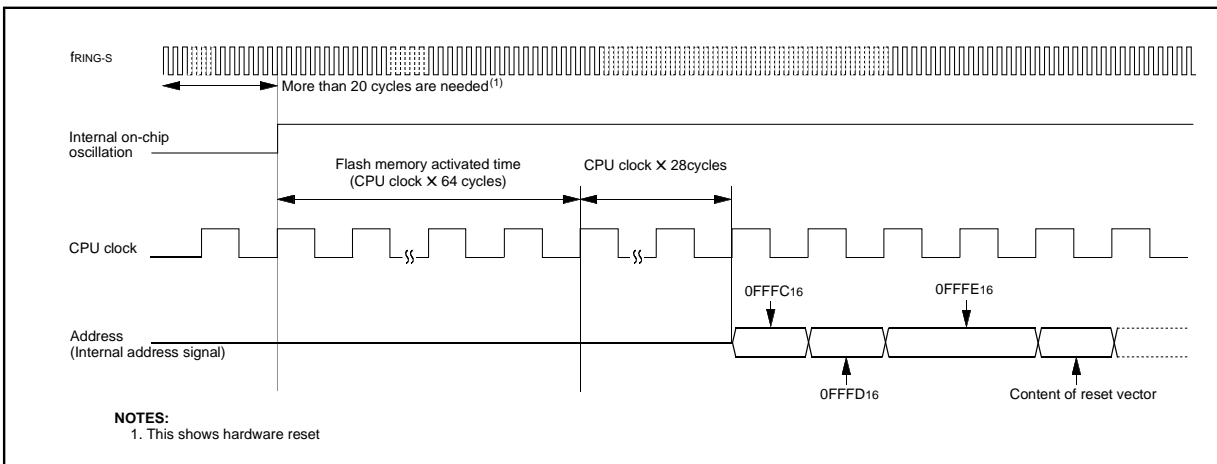 fRING-S
More than 20 cycles are needed(1)
Internal on-chip
oscillation
Flash memory activated time
(CPU clock × 64 cycles)
CPU clock × 28cycles
CPU clock
0FFFC16
0FFFE16
Address
(Internal address signal)
0FFFD16
Content of reset vector
NOTES:
1. This shows hardware reset